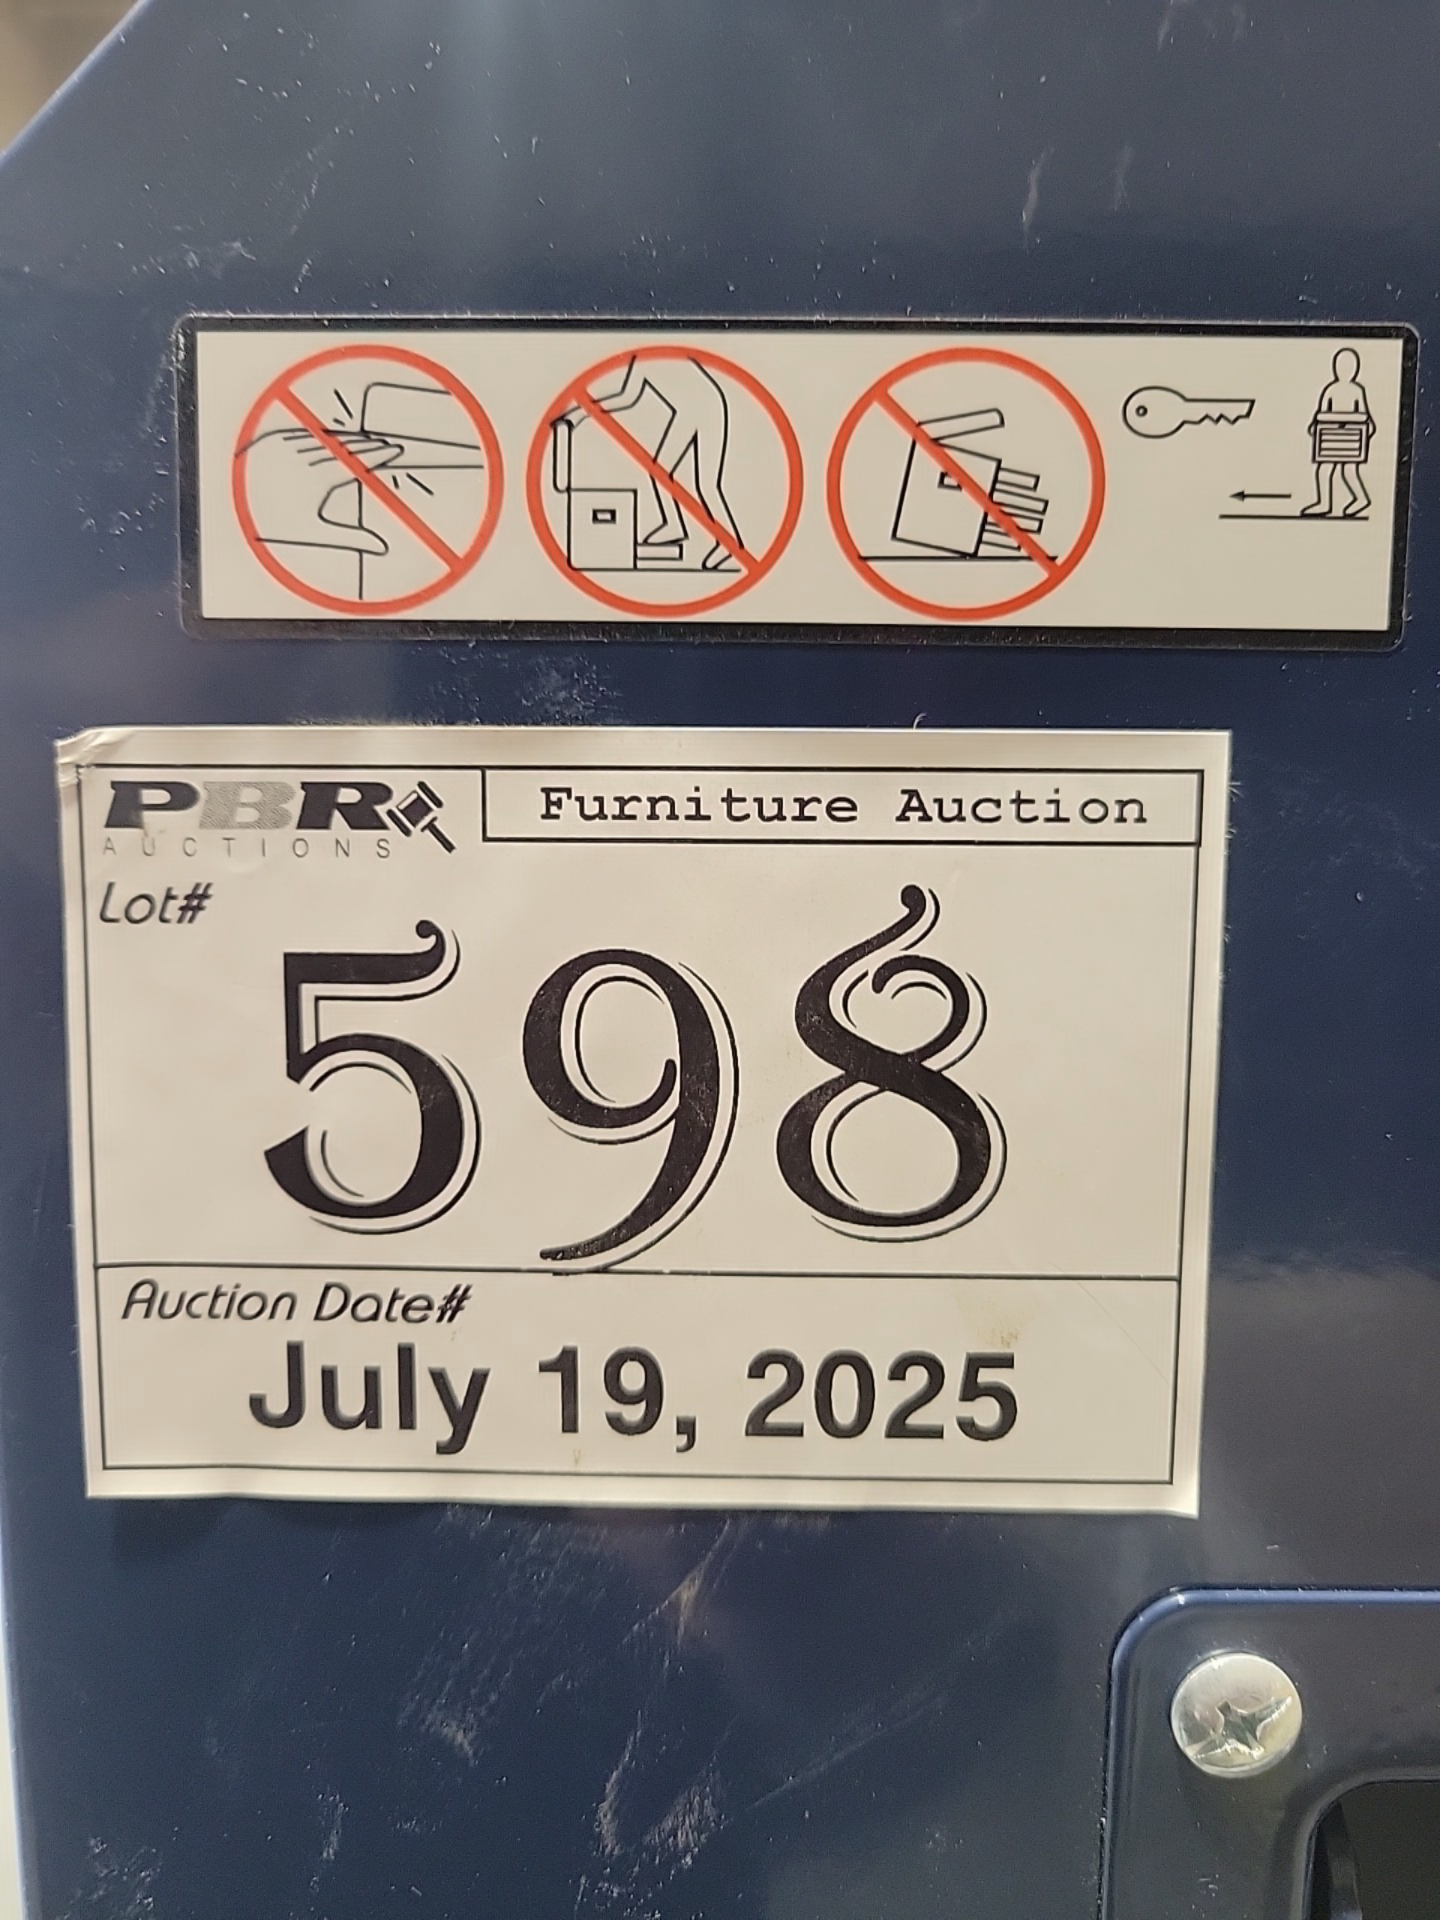 PBR
AUCTIONS
Furniture Auction
Lot#
598
Auction Date#
July 19, 2025